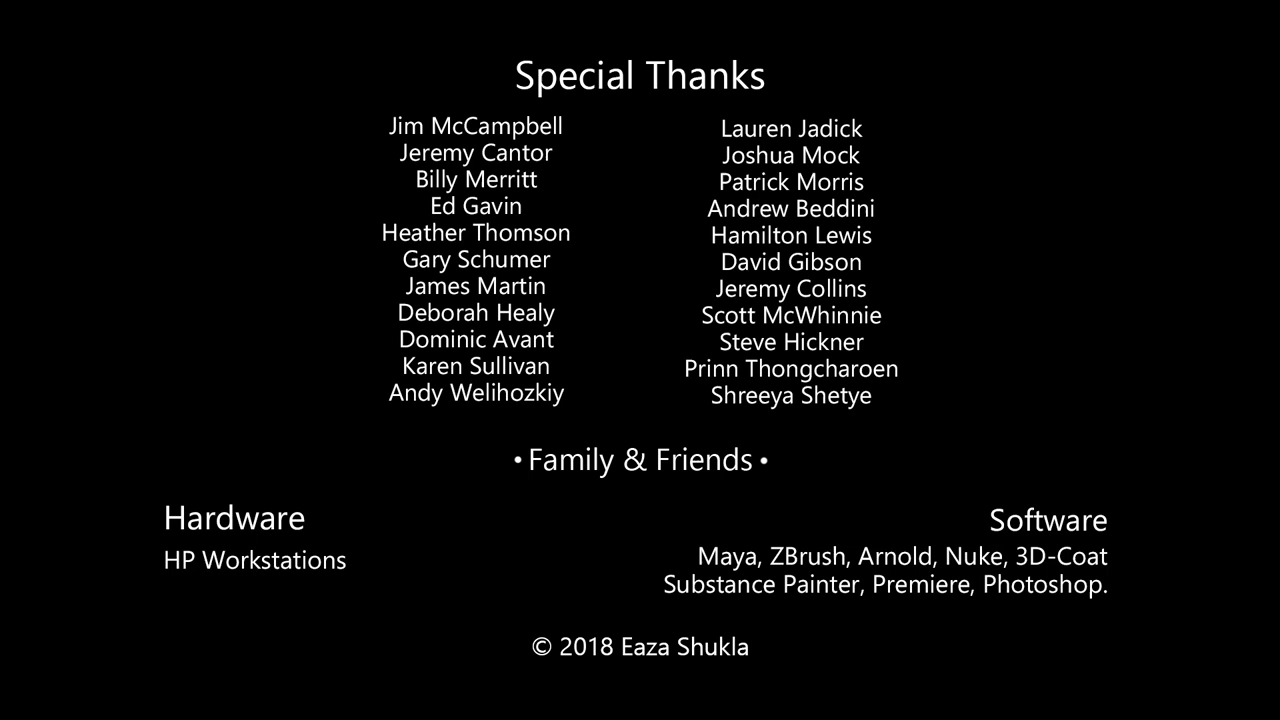 Special Thanks
Jim McCampbell
Jeremy Cantor
Billy Merritt
Ed Gavin
Heather Thomson
Gary Schumer
James Martin
Deborah Healy
Dominic Avant
Karen Sullivan
Andy Welihozkiy
Lauren Jadick
Joshua Mock
Patrick Morris
Andrew Beddini
Hamilton Lewis
David Gibson
Jeremy Collins
Scott McWhinnie
Steve Hickner
Prinn Thongcharoen
Shreeya Shetye
• Family & Friends •
Hardware
HP Workstations
Software
Maya, ZBrush, Arnold, Nuke, 3D-Coat
Substance Painter, Premiere, Photoshop.
© 2018 Eaza Shukla